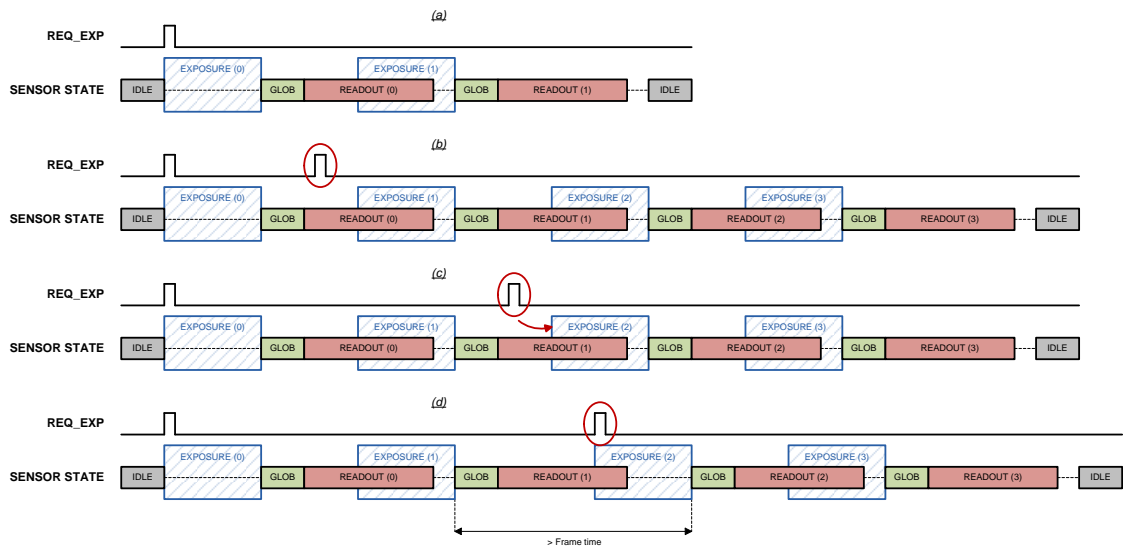 (a)
REQ_EXP
EXPOSURE (0) EXPOSURE (1)
SENSOR STATE IDLE GLOB READOUT (0) GLOB READOUT (1) IDLE
(b)
REQ_EXP
EXPOSURE (0) EXPOSURE (1) EXPOSURE (2) EXPOSURE (3)
SENSOR STATE IDLE GLOB READOUT (0) GLOB READOUT (1) GLOB READOUT (2) GLOB READOUT (3) IDLE
(c)
REQ_EXP
EXPOSURE (0) EXPOSURE (1) EXPOSURE (2) EXPOSURE (3)
SENSOR STATE IDLE GLOB READOUT (0) GLOB READOUT (1) GLOB READOUT (2) GLOB READOUT (3) IDLE
(d)
REQ_EXP
EXPOSURE (0) EXPOSURE (1) EXPOSURE (2) EXPOSURE (3)
SENSOR STATE IDLE GLOB READOUT (0) GLOB READOUT (1) GLOB READOUT (2) GLOB READOUT (3) IDLE
> Frame time